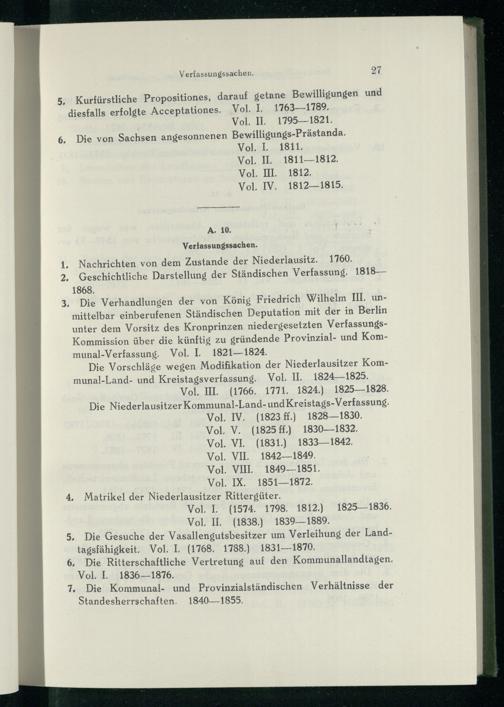 Verfassungssachen. 27
5. Kurfürstliche Propositiones, darauf getane Bewilligungen und
diesfalls erfolgte Acceptationes. Vol. I. 1763—1789.
Vol. II. 1795—1821.
6. Die von Sachsen angesonnenen Bewilligungs-Prästanda.
Vol. I. 1811.
Vol. II. 1811—1812.
Vol. III. 1812.
Vol. IV. 1812—1815.
A. 10.
Verfassungssachen.
1. Nachrichten von dem Zustande der Niederlausitz. 1760.
2. Geschichtliche Darstellung der Ständischen Verfassung. 1818—
1868.
3. Die Verhandlungen der von König Friedrich Wilhelm III. un-
mittelbar einberufenen Ständischen Deputation mit der in Berlin
unter dem Vorsitz des Kronprinzen niedergesetzten Verfassungs-
Kommission über die künftig zu gründende Provinzial- und Kom-
munal-Verfassung. Vol. I. 1821—1824.
Die Vorschläge wegen Modifikation der Niederlausitzer Kom-
munal-Land- und Kreistagsverfassung. Vol. II. 1824—1825.
Vol. III. (1766. 1771. 1824.) 1825—1828.
Die Niederlausitzer Kommunal-Land- und Kreistags-Verfassung.
Vol. IV. (1823 ff.) 1828—1830.
Vol. V. (1825 ff.) 1830—1832.
Vol. VI. (1831.) 1833—1842.
Vol. VII. 1842—1849.
Vol. VIII. 1849—1851.
Vol. IX. 1851—1872.
4. Matrikel der Niederlausitzer Rittergüter.
Vol. I. (1574. 1798. 1812.) 1825—1836.
Vol. II. (1838.) 1839—1889.
5. Die Gesuche der Vasallengutsbesitzer um Verleihung der Land-
tagsfähigkeit. Vol. I. (1768. 1788.) 1831—1870.
6. Die Ritterschaftliche Vertretung auf den Kommunallandtagen.
Vol. I. 1836—1876.
7. Die Kommunal- und Provinzialständischen Verhältnisse der
Standesherrschaften. 1840—1855.